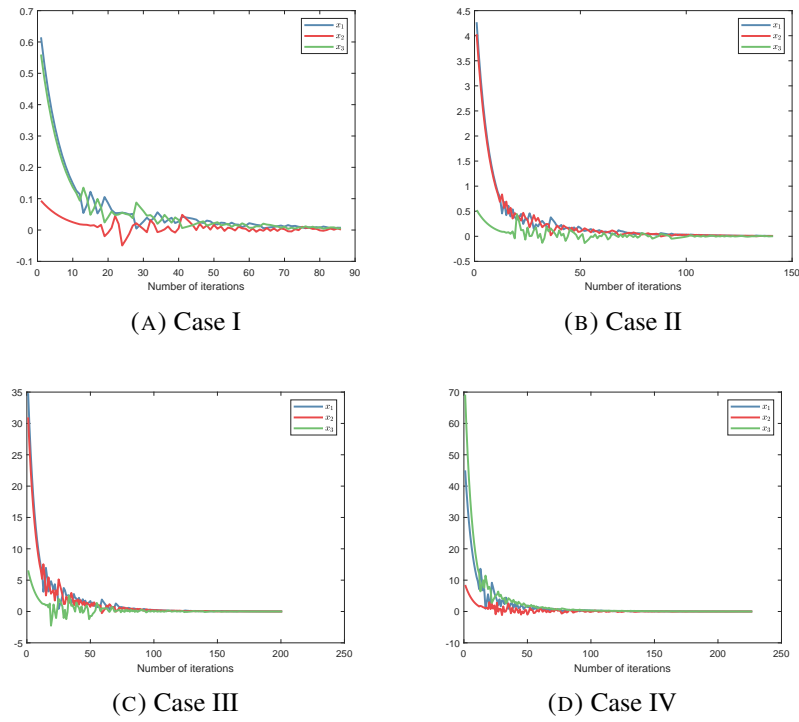 0.7
0.6
0.5
0.4
0.3
0.2
0.1
0
-0.1
0 10 20 30 40 50 60 70 80 90
Number of iterations
x1
x2
x3
(A) Case I
4.5
4
3.5
3
2.5
2
1.5
1
0.5
0
-0.5
0 50 100 150
Number of iterations
x1
x2
x3
(B) Case II
35
30
25
20
15
10
5
0
-5
0 50 100 150 200 250
Number of iterations
x1
x2
x3
(C) Case III
70
60
50
40
30
20
10
0
-10
0 50 100 150 200 250
Number of iterations
x1
x2
x3
(D) Case IV